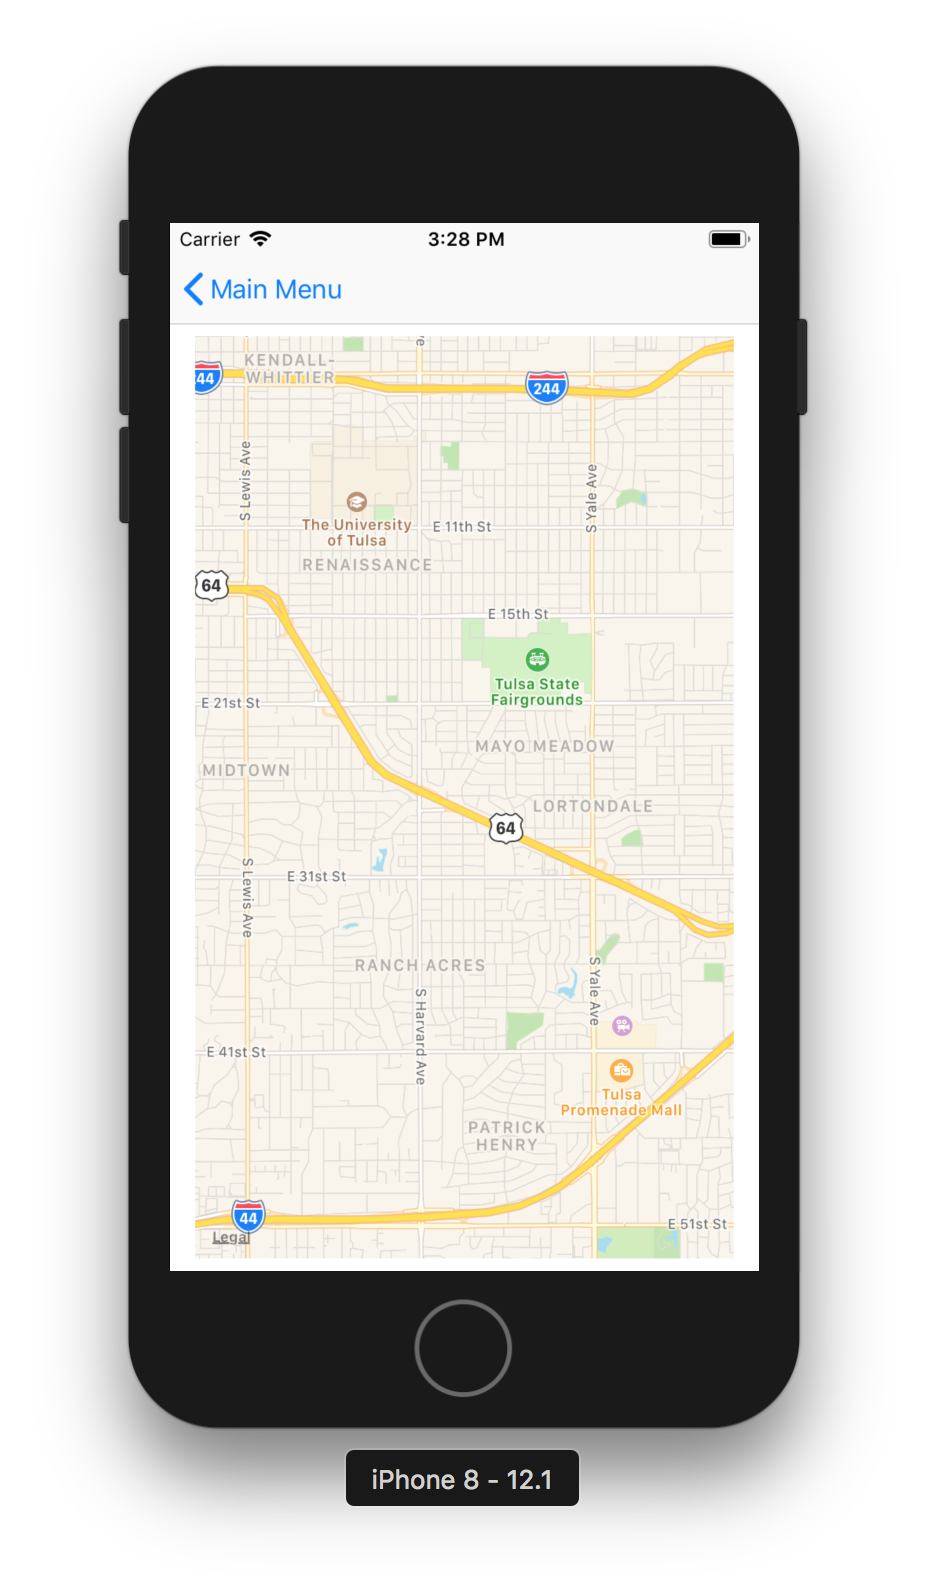 Carrier
3:28 PM
Main Menu
KENDALL-
WHITTIER
44
244
S Lewis Ave
S Yale Ave
The University
of Tulsa
E 11th St
RENAISSANCE
64
E 15th St
Tulsa State
Fairgrounds
E 21st St
MAYO MEADOW
MIDTOWN
LORTONDALE
64
E 31st St
S Lewis Ave
RANCH ACRES
S Yale Ave
S Harvard Ave
E 41st St
Tulsa
Promenade Mall
PATRICK
HENRY
44
E 51st St
Legal
iPhone 8 - 12.1